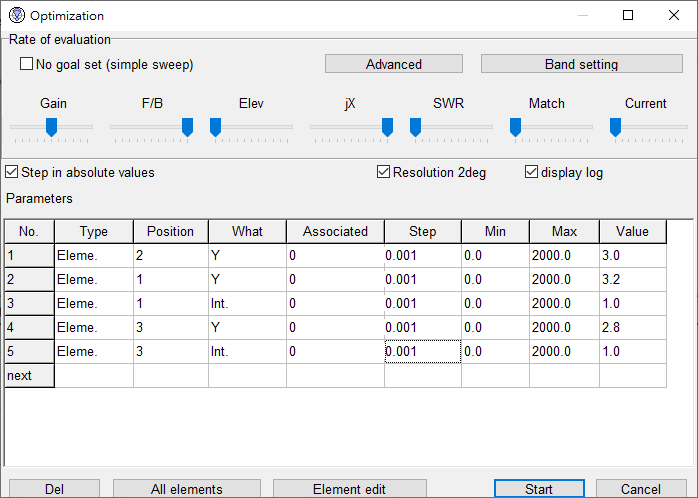 Optimization
Rate of evaluation
No goal set (simple sweep)
Advanced
Band setting
Gain F/B Elev jX SWR Match Current
Step in absolute values
Resolution 2deg
display log
Parameters
No. Type Position What Associated Step Min Max Value
1 Eleme. 2 Y 0 0.001 0.0 2000.0 3.0
2 Eleme. 1 Y 0 0.001 0.0 2000.0 3.2
3 Eleme. 1 Int. 0 0.001 0.0 2000.0 1.0
4 Eleme. 3 Y 0 0.001 0.0 2000.0 2.8
5 Eleme. 3 Int. 0 0.001 0.0 2000.0 1.0
next
Del
All elements
Element edit
Start
Cancel